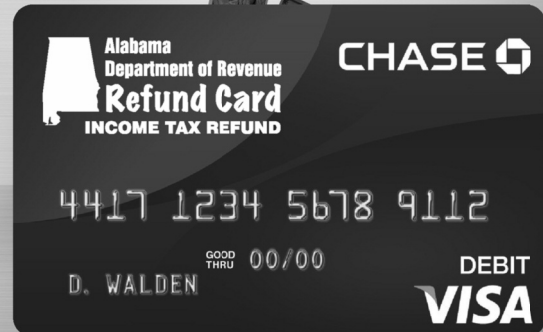 Alabama
Department of Revenue
Refund Card
INCOME TAX REFUND
CHASE
4417 1234 5678 9112
GOOD THRU 00/00
D. WALDEN
DEBIT
VISA